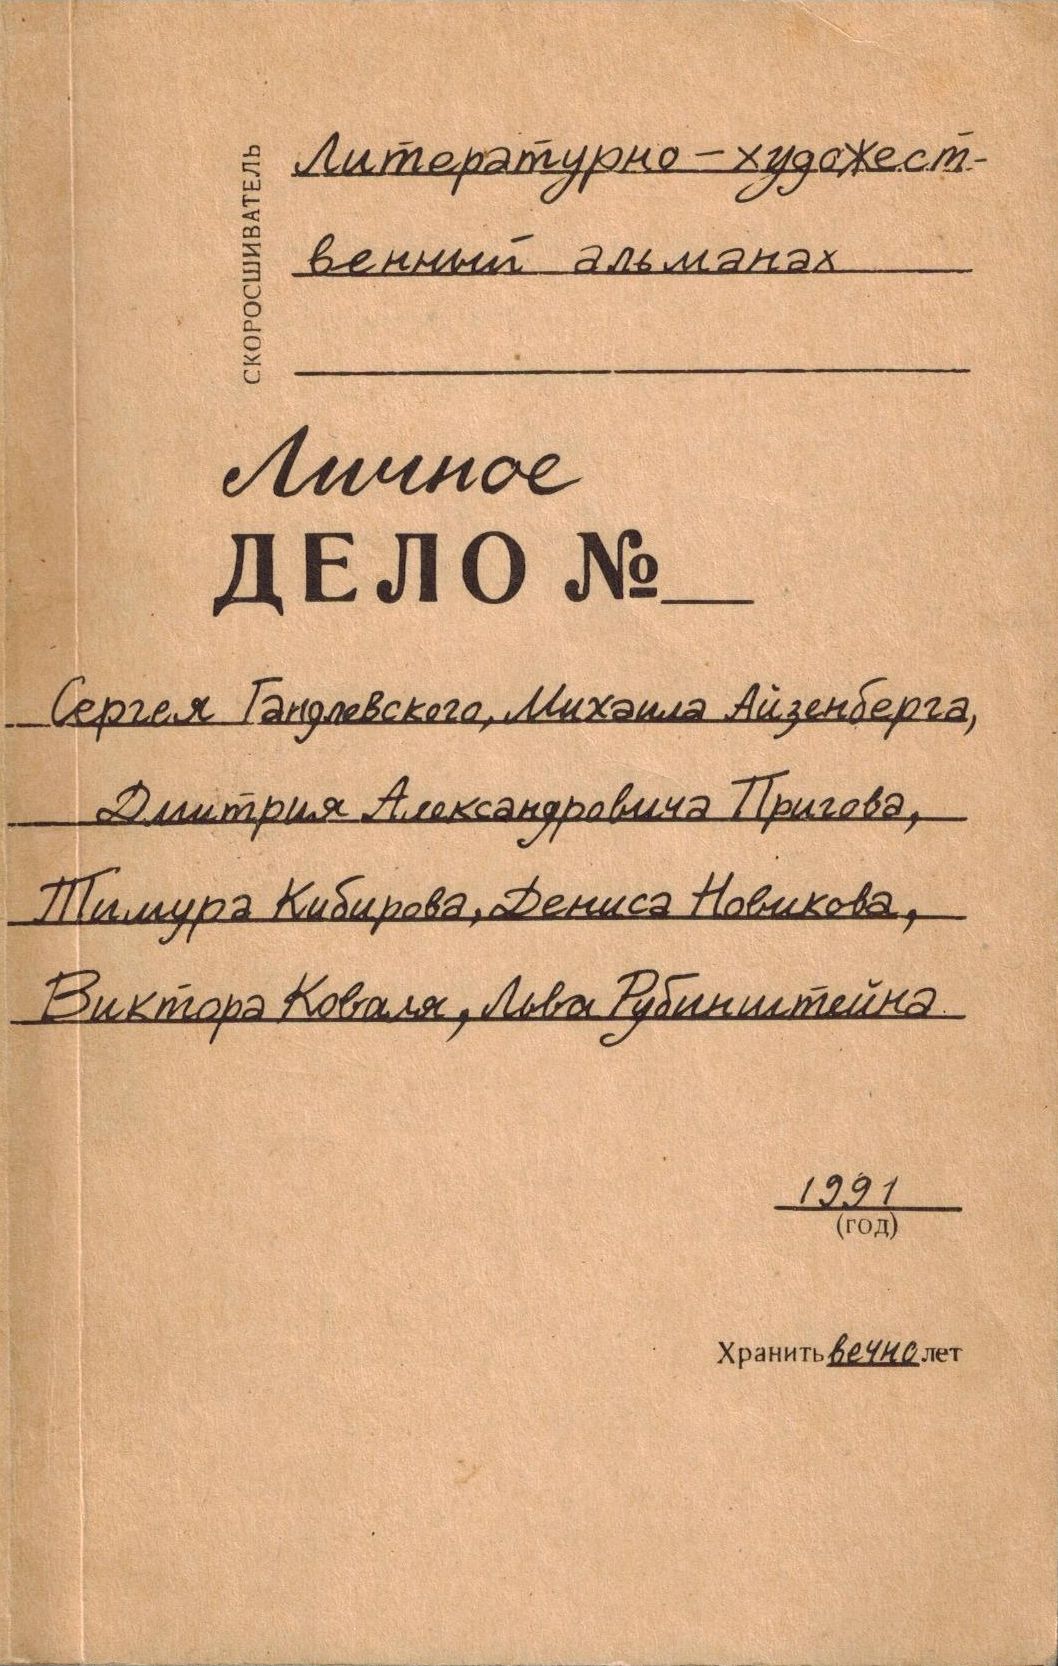 СКОРОСШИВАТЕЛЬ
Литературно-художест-
венный альманах
Личное
ДЕЛО №
Сергея Гандлевского, Михаила Айзенберга,
Дмитрия Александровича Пригова,
Тимура Кибирова, Дениса Новикова,
Виктора Коваля, Льва Рубинштейна
1991
(год)
Хранить вечно лет